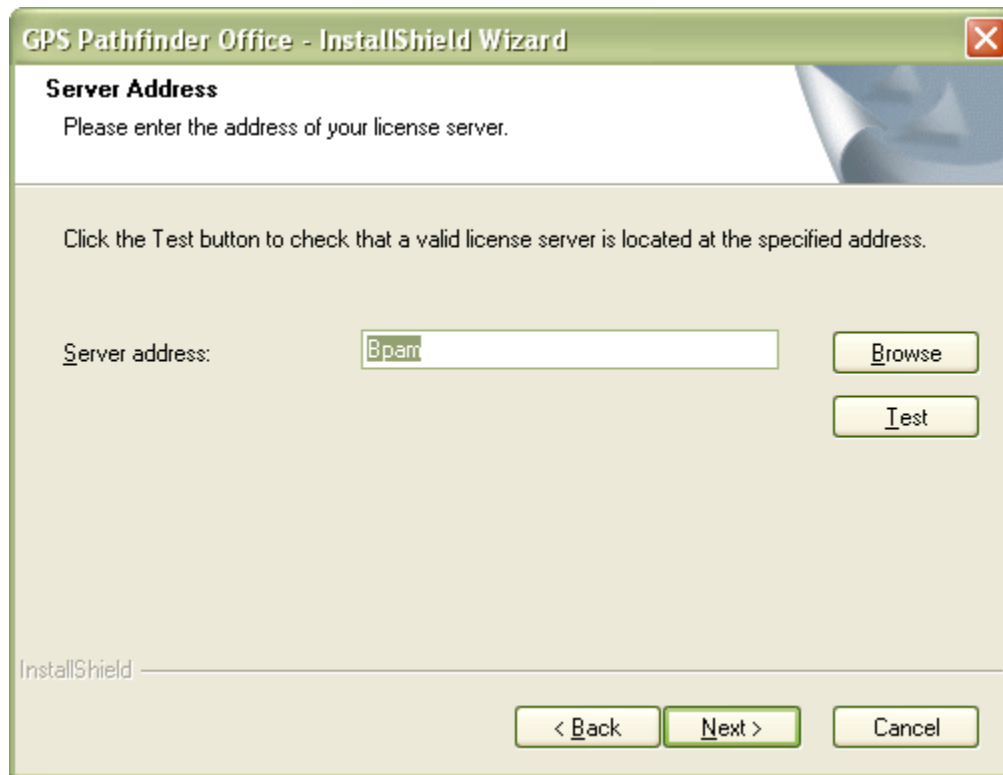 GPS Pathfinder Office - InstallShield Wizard
Server Address
Please enter the address of your license server.
Click the Test button to check that a valid license server is located at the specified address.
Server address:
Bpam
Browse
Test
InstallShield
< Back
Next >
Cancel